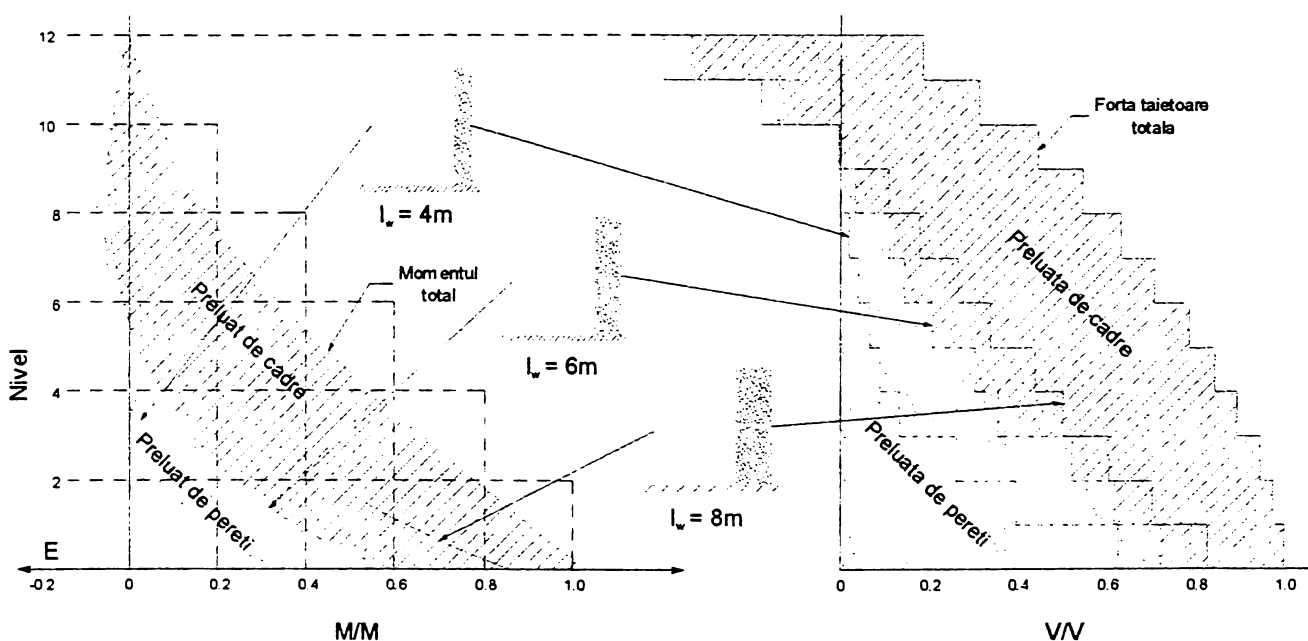 12
10
8
6
4
2
Nivel
E
-0 2
0
0.2
0.4
0.6
0.8
1.0
M/M
Preluat de cadre
Preluat de pereti
Momentul
total
l_w = 4m
l_w = 6m
l_w = 8m
Forta taietoare
totala
Preluata de cadre
Preluata de pereti
0
0.2
0.4
0.6
0.8
1.0
V/V